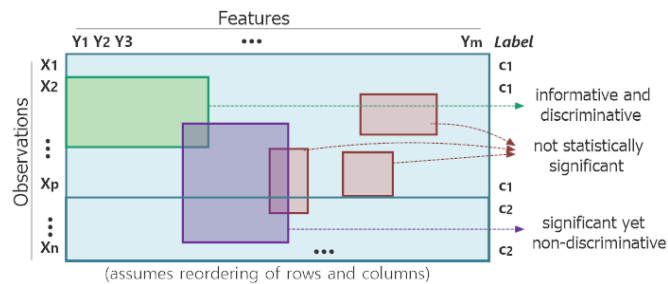 Features
Y1 Y2 Y3 ••• Ym Label
Observations
X1 c1
X2 c1
informative and
discriminative
•••
not statistically
significant
Xp c1
c2
•••
significant yet
non-discriminative
Xn ••• c2
(assumes reordering of rows and columns)